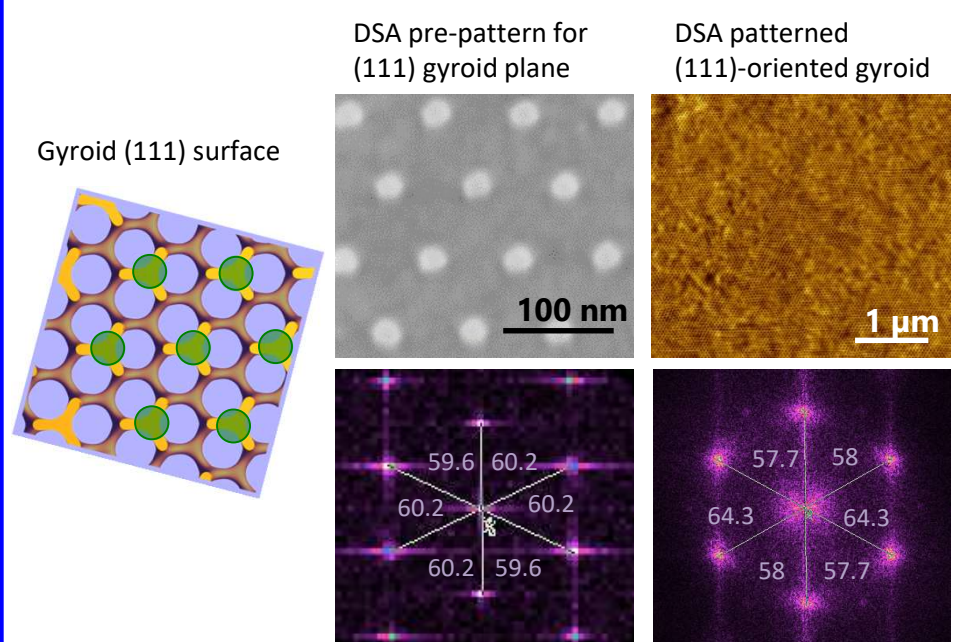 DSA pre-pattern for
(111) gyroid plane
DSA patterned
(111)-oriented gyroid
Gyroid (111) surface
100 nm
1 µm
59.6 60.2
60.2 60.2
60.2 59.6
57.7 58
64.3 64.3
58 57.7